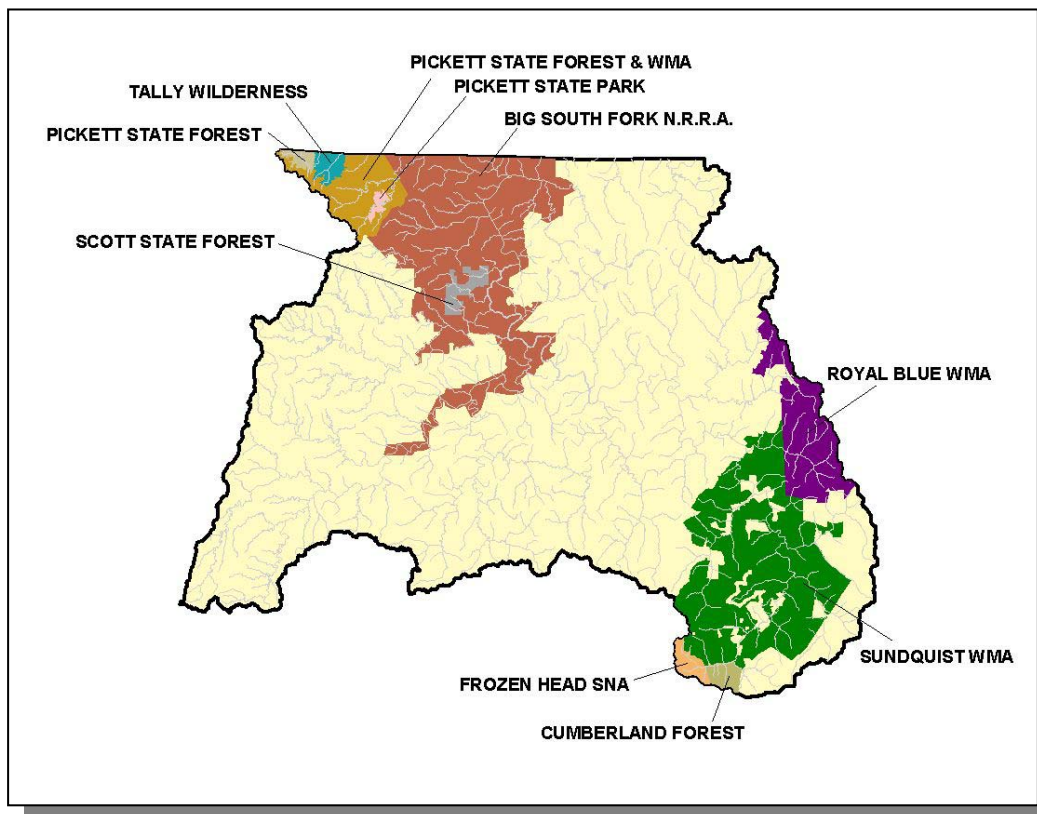 PICKETT STATE FOREST & WMA
PICKETT STATE PARK
TALLY WILDERNESS
BIG SOUTH FORK N.R.R.A.
PICKETT STATE FOREST
SCOTT STATE FOREST
ROYAL BLUE WMA
SUNDQUIST WMA
FROZEN HEAD SNA
CUMBERLAND FOREST